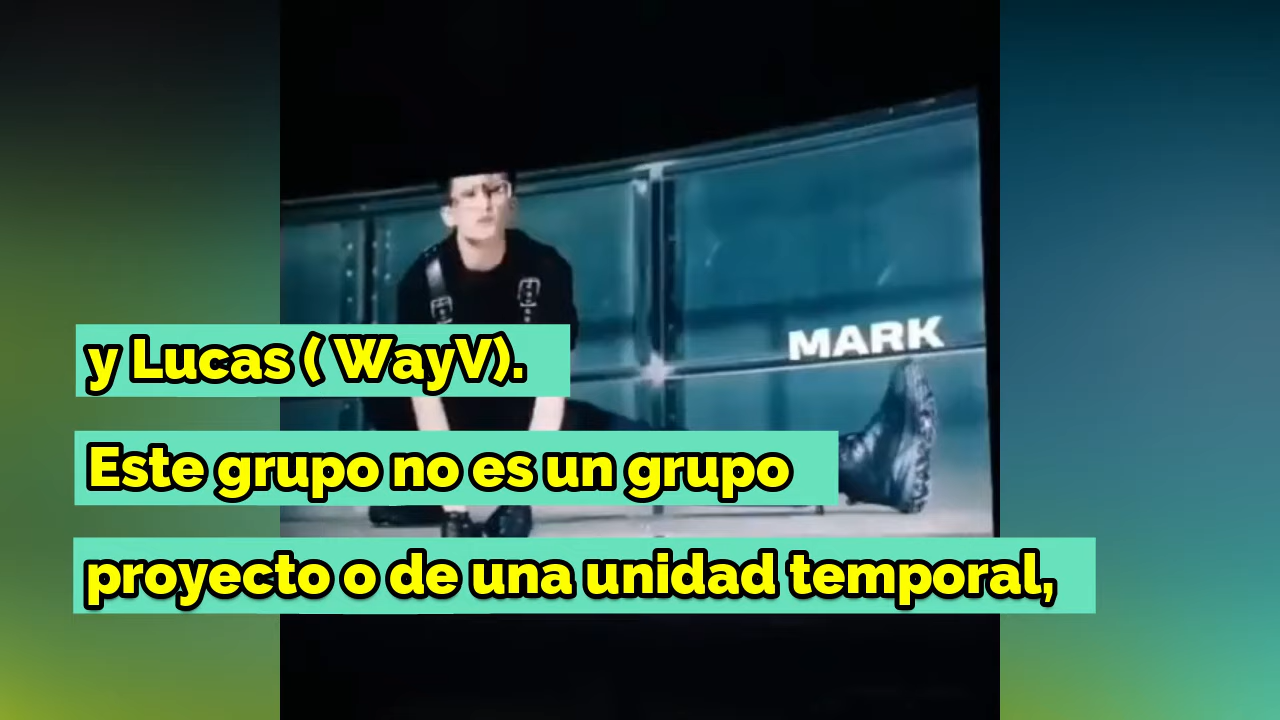 MARK
y Lucas ( WayV).
Este grupo no es un grupo
proyecto o de una unidad temporal,